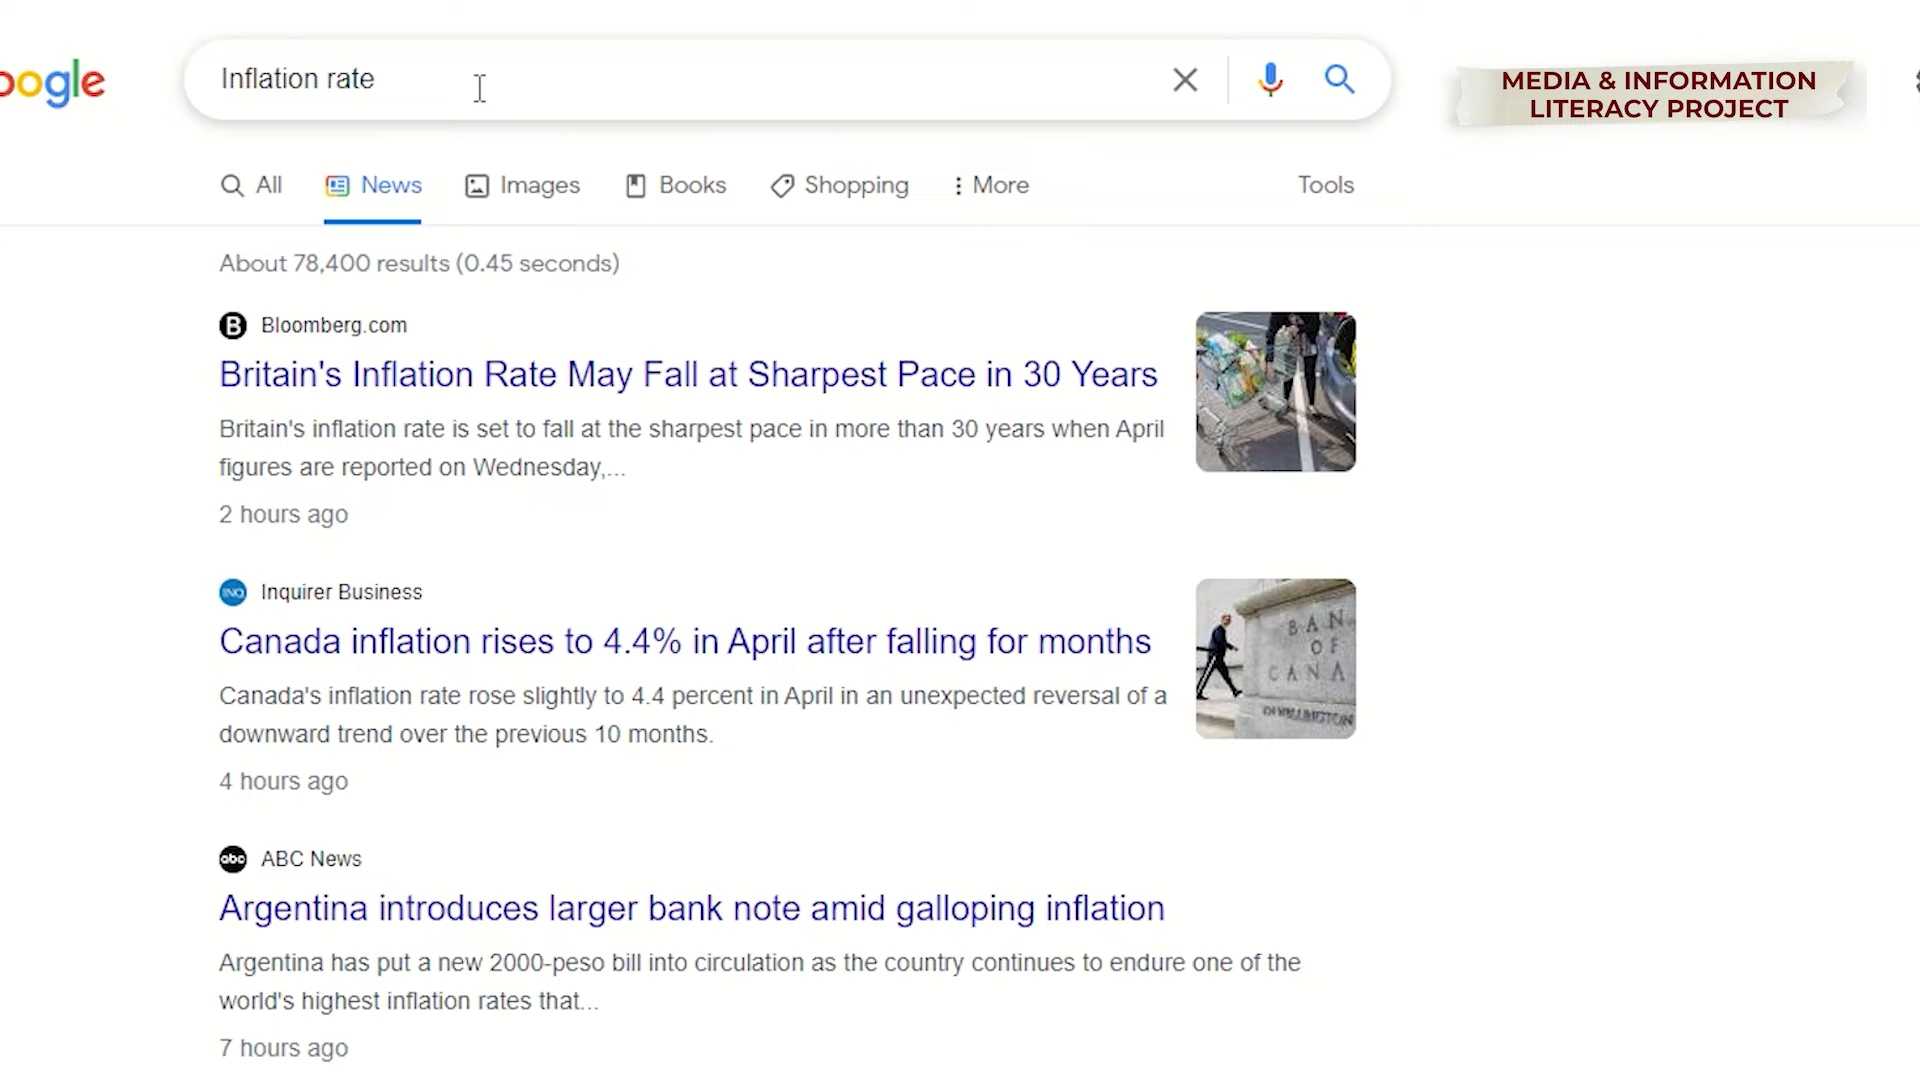 oogle
Inflation rate
MEDIA & INFORMATION
LITERACY PROJECT
All
News
Images
Books
Shopping
More
Tools
About 78,400 results (0.45 seconds)
B Bloomberg.com
Britain's Inflation Rate May Fall at Sharpest Pace in 30 Years
Britain's inflation rate is set to fall at the sharpest pace in more than 30 years when April
figures are reported on Wednesday,...
2 hours ago
INQ Inquirer Business
Canada inflation rises to 4.4% in April after falling for months
Canada's inflation rate rose slightly to 4.4 percent in April in an unexpected reversal of a
downward trend over the previous 10 months.
4 hours ago
BAN
OF
CANA
WELLINGTON
abc ABC News
Argentina introduces larger bank note amid galloping inflation
Argentina has put a new 2000-peso bill into circulation as the country continues to endure one of the
world's highest inflation rates that...
7 hours ago